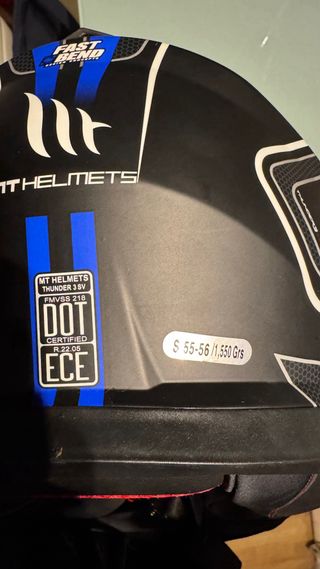 FAST
BEND
MT HELMETS
MT HELMETS
THUNDER 3 SV
FMVSS 218
DOT
CERTIFIED
R.22.05
ECE
S 55-56 /1,550 Grs